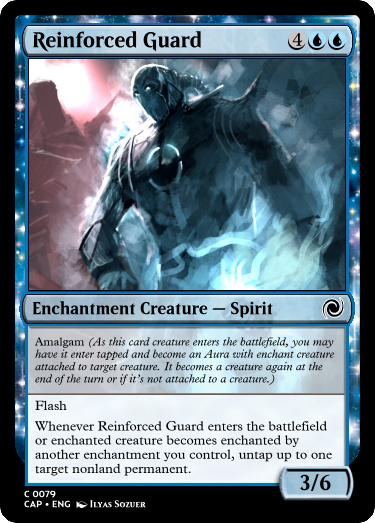 Reinforced Guard 4
Enchantment Creature — Spirit
Amalgam (As this card creature enters the battlefield, you may
have it enter tapped and become an Aura with enchant creature
attached to target creature. It becomes a creature again at the
end of the turn or if it's not attached to a creature.)
Flash
Whenever Reinforced Guard enters the battlefield
or enchanted creature becomes enchanted by
another enchantment you control, untap up to one
target nonland permanent.
3/6
C 0079
CAP • ENG Ilyas Sozuer